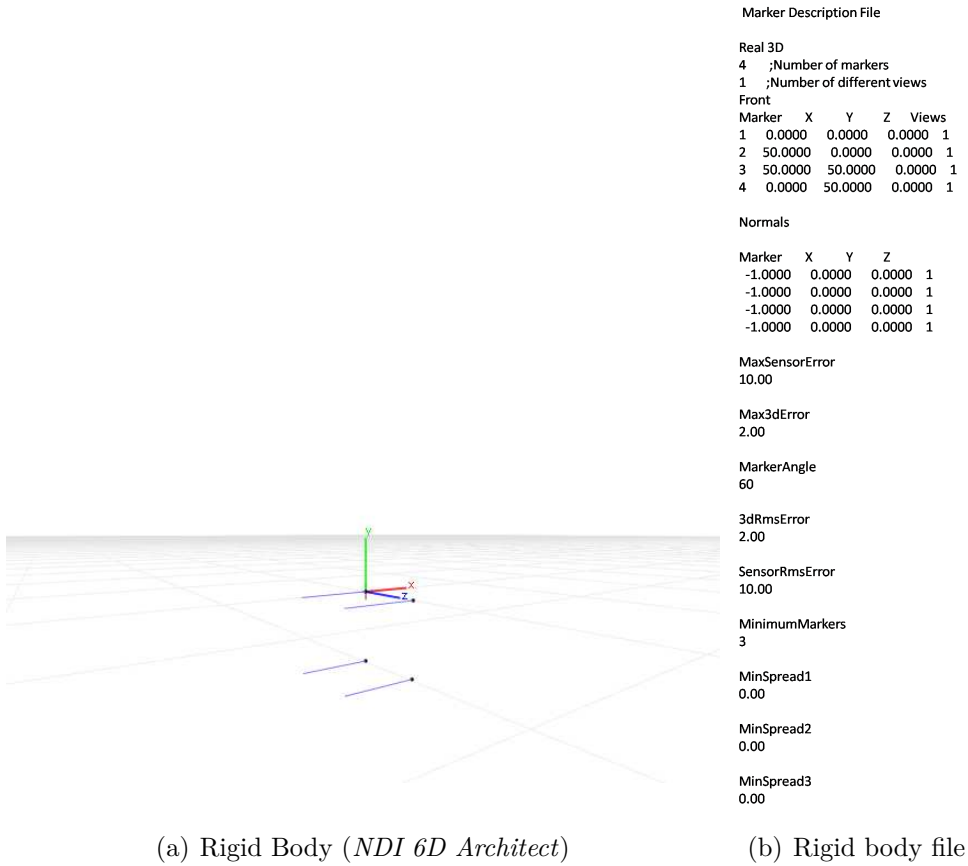 Marker Description File
Real 3D
4 ;Number of markers
1 ;Number of different views
Front
Marker X Y Z Views
1 0.0000 0.0000 0.0000 1
2 50.0000 0.0000 0.0000 1
3 50.0000 50.0000 0.0000 1
4 0.0000 50.0000 0.0000 1
Normals
Marker X Y Z
-1.0000 0.0000 0.0000 1
-1.0000 0.0000 0.0000 1
-1.0000 0.0000 0.0000 1
-1.0000 0.0000 0.0000 1
MaxSensorError
10.00
Max3dError
2.00
MarkerAngle
60
3dRmsError
2.00
SensorRmsError
10.00
MinimumMarkers
3
MinSpread1
0.00
MinSpread2
0.00
MinSpread3
0.00
y
x
z
(a) Rigid Body (NDI 6D Architect)
(b) Rigid body file